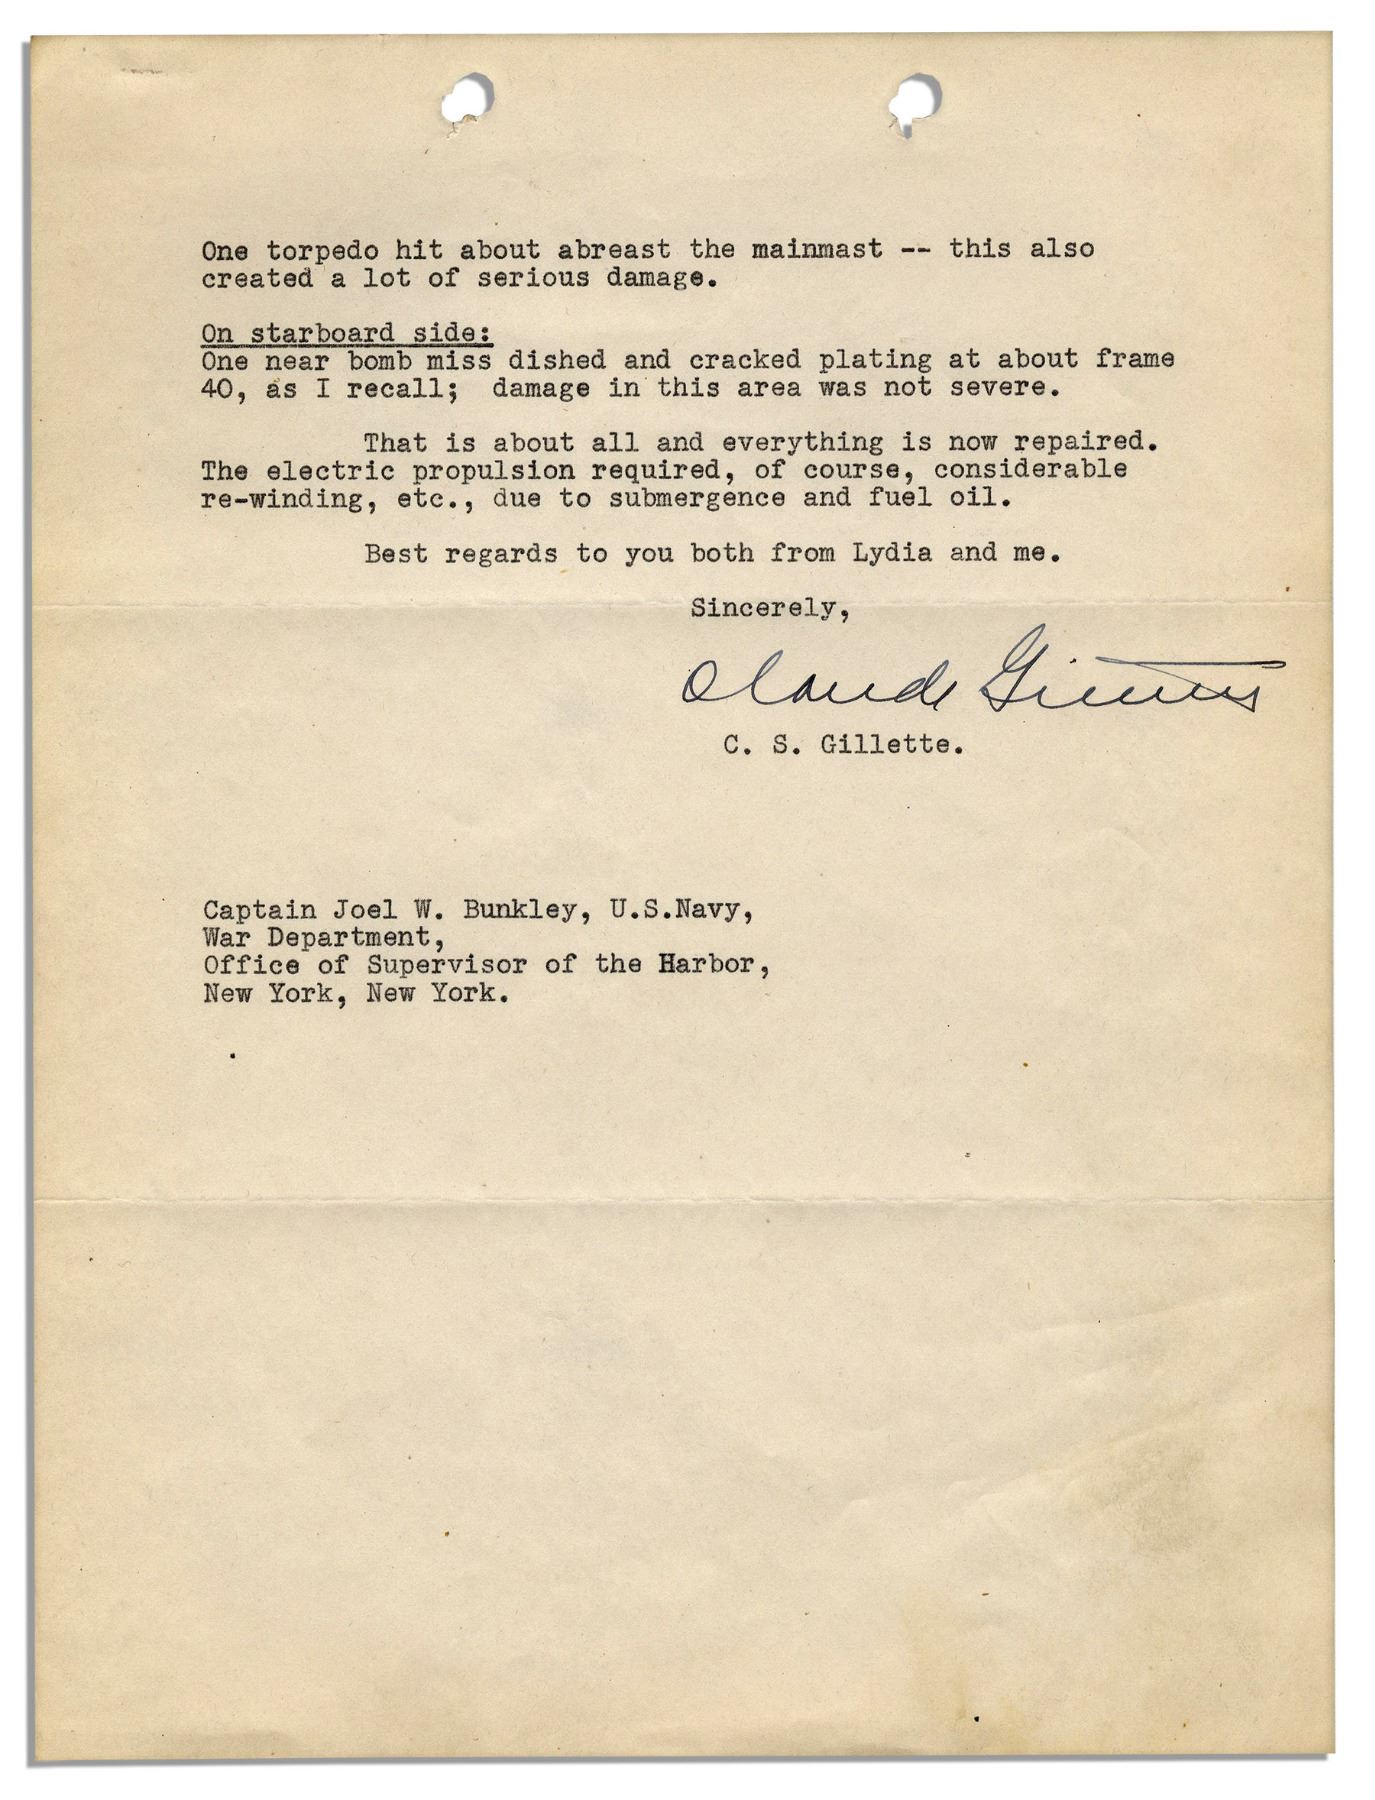 One torpedo hit about abreast the mainmast -- this also
created a lot of serious damage.
On starboard side:
One near bomb miss dished and cracked plating at about frame
40, as I recall; damage in this area was not severe.
That is about all and everything is now repaired.
The electric propulsion required, of course, considerable
re-winding, etc., due to submergence and fuel oil.
Best regards to you both from Lydia and me.
Sincerely,
Claude Gillette
C. S. Gillette.
Captain Joel W. Bunkley, U.S.Navy,
War Department,
Office of Supervisor of the Harbor,
New York, New York.